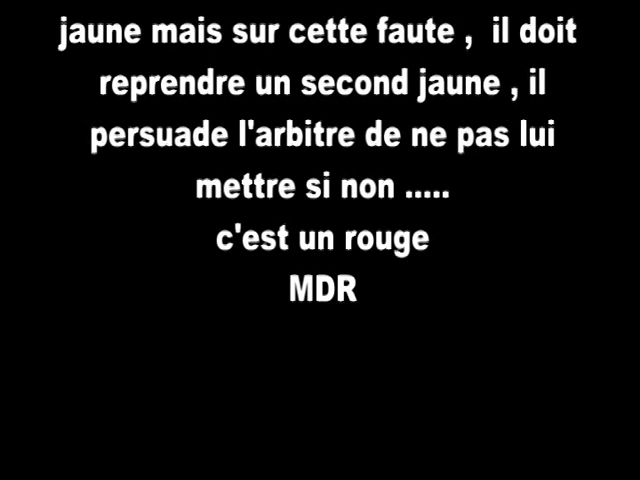 jaune mais sur cette faute ,  il doit
reprendre un second jaune , il
persuade l'arbitre de ne pas lui
mettre si non .....
c'est un rouge
MDR